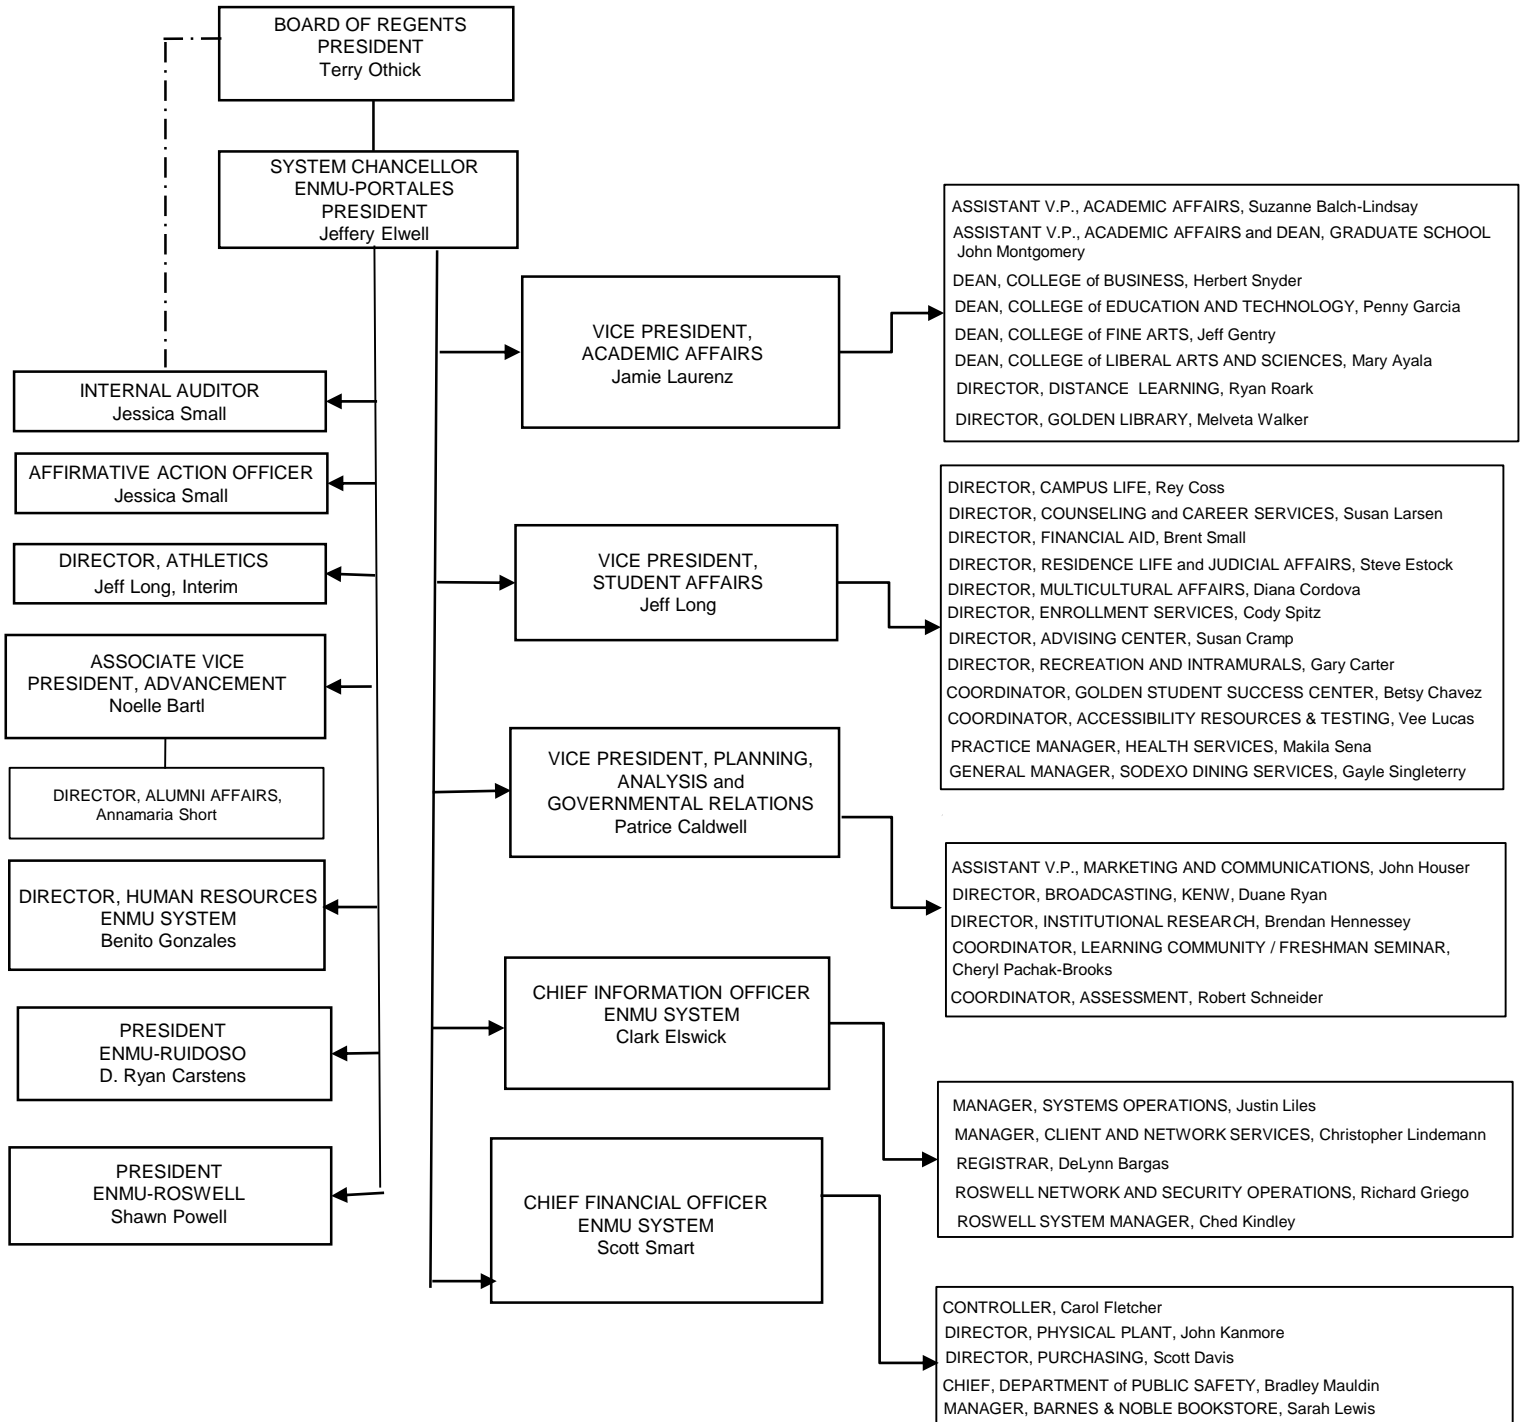 BOARD OF REGENTS
PRESIDENT
Terry Othick
SYSTEM CHANCELLOR
ENMU-PORTALES
PRESIDENT
Jeffery Elwell
INTERNAL AUDITOR
Jessica Small
AFFIRMATIVE ACTION OFFICER
Jessica Small
DIRECTOR, ATHLETICS
Jeff Long, Interim
ASSOCIATE VICE
PRESIDENT, ADVANCEMENT
Noelle Bartl
DIRECTOR, ALUMNI AFFAIRS,
Annamaria Short
DIRECTOR, HUMAN RESOURCES
ENMU SYSTEM
Benito Gonzales
PRESIDENT
ENMU-RUIDOSO
D. Ryan Carstens
PRESIDENT
ENMU-ROSWELL
Shawn Powell
VICE PRESIDENT,
ACADEMIC AFFAIRS
Jamie Laurenz
ASSISTANT V.P., ACADEMIC AFFAIRS, Suzanne Balch-Lindsay
ASSISTANT V.P., ACADEMIC AFFAIRS and DEAN, GRADUATE SCHOOL
John Montgomery
DEAN, COLLEGE of BUSINESS, Herbert Snyder
DEAN, COLLEGE of EDUCATION AND TECHNOLOGY, Penny Garcia
DEAN, COLLEGE of FINE ARTS, Jeff Gentry
DEAN, COLLEGE of LIBERAL ARTS AND SCIENCES, Mary Ayala
DIRECTOR, DISTANCE LEARNING, Ryan Roark
DIRECTOR, GOLDEN LIBRARY, Melveta Walker
VICE PRESIDENT,
STUDENT AFFAIRS
Jeff Long
DIRECTOR, CAMPUS LIFE, Rey Coss
DIRECTOR, COUNSELING and CAREER SERVICES, Susan Larsen
DIRECTOR, FINANCIAL AID, Brent Small
DIRECTOR, RESIDENCE LIFE and JUDICIAL AFFAIRS, Steve Estock
DIRECTOR, MULTICULTURAL AFFAIRS, Diana Cordova
DIRECTOR, ENROLLMENT SERVICES, Cody Spitz
DIRECTOR, ADVISING CENTER, Susan Cramp
DIRECTOR, RECREATION AND INTRAMURALS, Gary Carter
COORDINATOR, GOLDEN STUDENT SUCCESS CENTER, Betsy Chavez
COORDINATOR, ACCESSIBILITY RESOURCES & TESTING, Vee Lucas
PRACTICE MANAGER, HEALTH SERVICES, Makila Sena
GENERAL MANAGER, SODEXO DINING SERVICES, Gayle Singleterry
VICE PRESIDENT, PLANNING,
ANALYSIS and
GOVERNMENTAL RELATIONS
Patrice Caldwell
ASSISTANT V.P., MARKETING AND COMMUNICATIONS, John Houser
DIRECTOR, BROADCASTING, KENW, Duane Ryan
DIRECTOR, INSTITUTIONAL RESEARCH, Brendan Hennessey
COORDINATOR, LEARNING COMMUNITY / FRESHMAN SEMINAR,
Cheryl Pachak-Brooks
COORDINATOR, ASSESSMENT, Robert Schneider
CHIEF INFORMATION OFFICER
ENMU SYSTEM
Clark Elswick
MANAGER, SYSTEMS OPERATIONS, Justin Liles
MANAGER, CLIENT AND NETWORK SERVICES, Christopher Lindemann
REGISTRAR, DeLynn Bargas
ROSWELL NETWORK AND SECURITY OPERATIONS, Richard Griego
ROSWELL SYSTEM MANAGER, Ched Kindley
CHIEF FINANCIAL OFFICER
ENMU SYSTEM
Scott Smart
CONTROLLER, Carol Fletcher
DIRECTOR, PHYSICAL PLANT, John Kanmore
DIRECTOR, PURCHASING, Scott Davis
CHIEF, DEPARTMENT of PUBLIC SAFETY, Bradley Mauldin
MANAGER, BARNES & NOBLE BOOKSTORE, Sarah Lewis